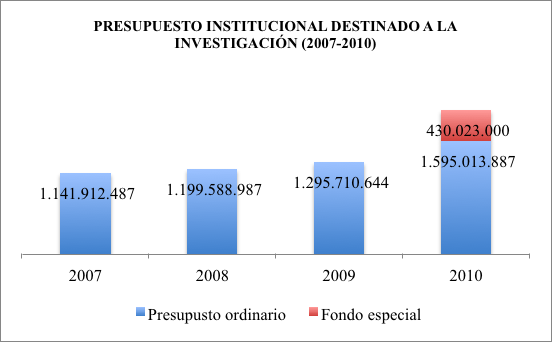 PRESUPUESTO INSTITUCIONAL DESTINADO A LA
INVESTIGACIÓN (2007-2010)
430.023.000
1.595.013.887
1.295.710.644
1.199.588.987
1.141.912.487
2007 2008 2009 2010
Presupusto ordinario Fondo especial